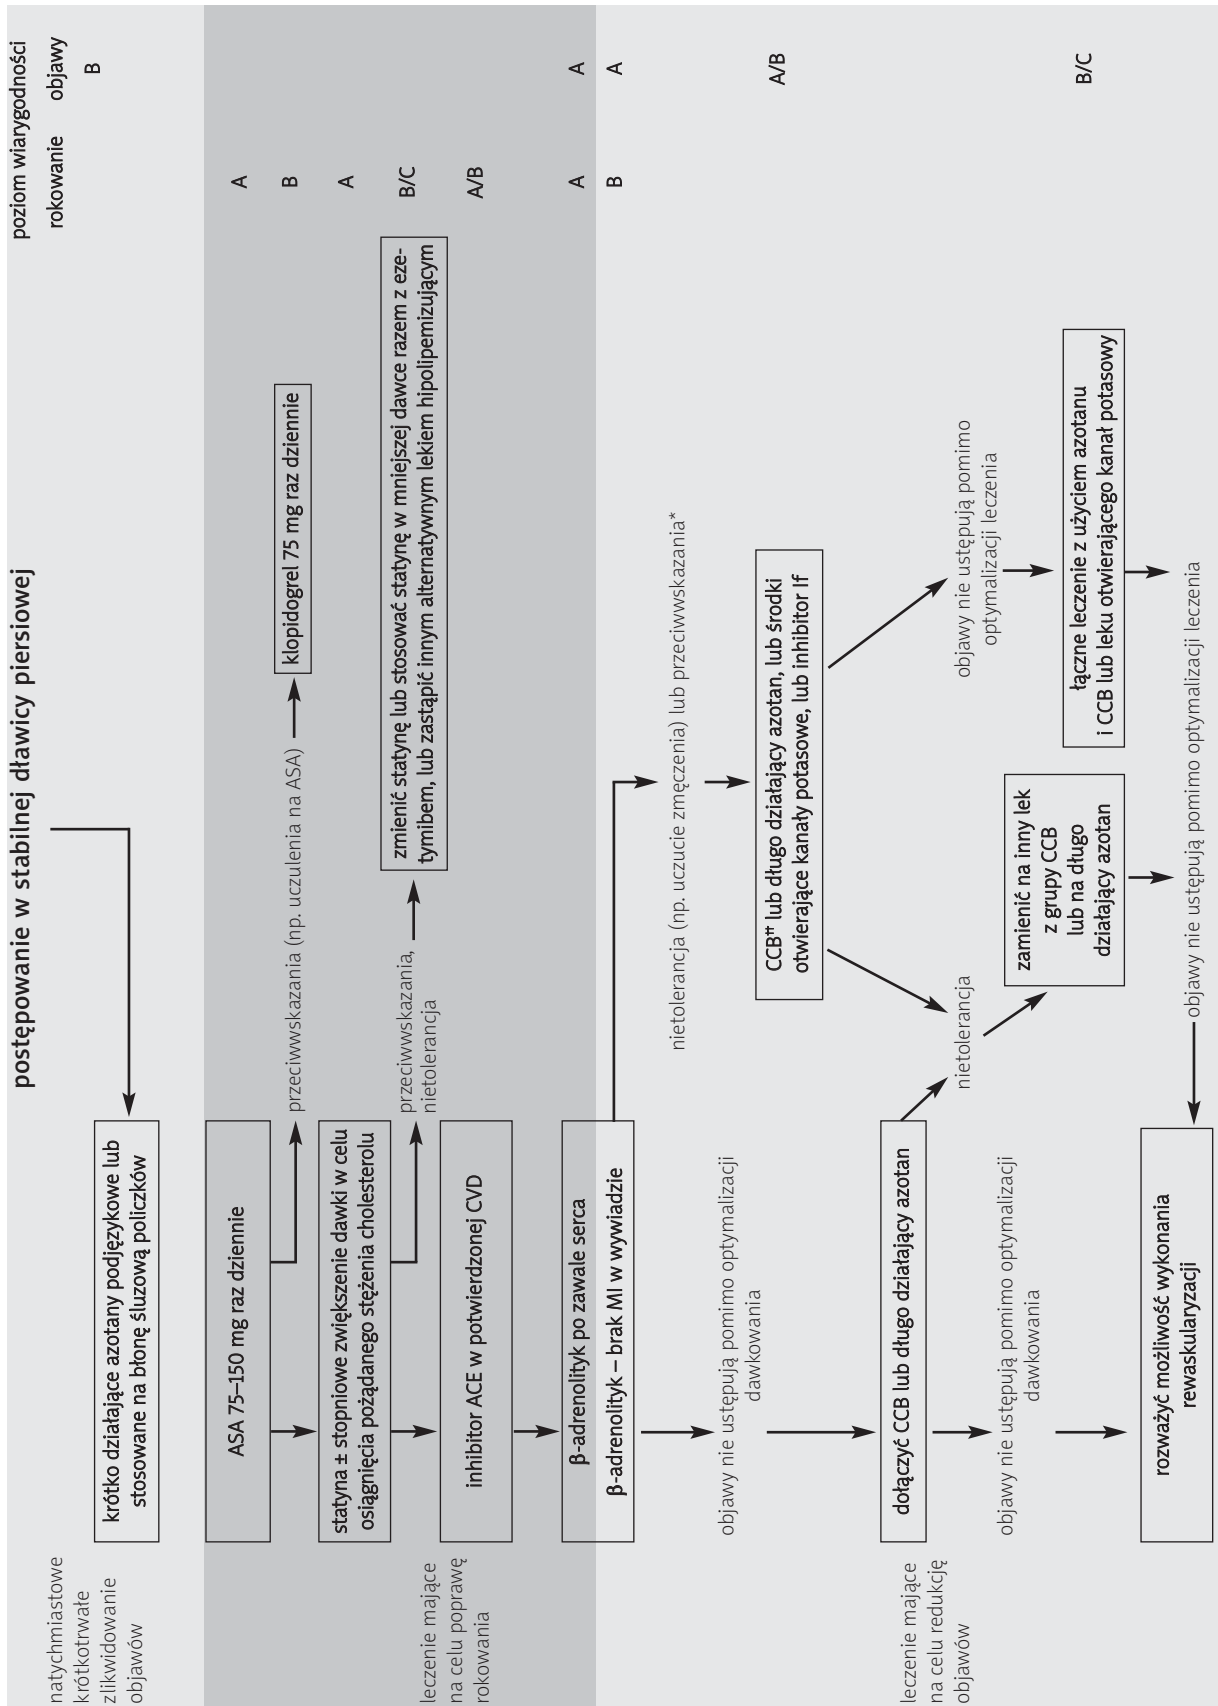 postępowanie w stabilnej dławicy piersiowej
poziom wiarygodności
rokowanie objawy
natychmiastowe
krótkotrwałe
zlikwidowanie
objawów
krótko działające azotany podjęzykowe lub
stosowane na błonę śluzową policzków
B
ASA 75–150 mg raz dziennie
A
przeciwwskazania (np. uczulenia na ASA)
klopidogrel 75 mg raz dziennie
B
statyna ± stopniowe zwiększenie dawki w celu
osiągnięcia pożądanego stężenia cholesterolu
A
przeciwwskazania,
nietolerancja
zmienić statynę lub stosować statynę w mniejszej dawce razem z eze-
tymibem, lub zastąpić innym alternatywnym lekiem hipolipemizującym
B/C
leczenie mające
na celu poprawę
rokowania
inhibitor ACE w potwierdzonej CVD
A/B
β-adrenolityk po zawale serca
A A
β-adrenolityk – brak MI w wywiadzie
B A
nietolerancja (np. uczucie zmęczenia) lub przeciwwskazania*
objawy nie ustępują pomimo optymalizacji
dawkowania
CCB## lub długo działający azotan, lub środki
otwierające kanały potasowe, lub inhibitor If
A/B
leczenie mające
na celu redukcję
objawów
dołączyć CCB lub długo działający azotan
nietolerancja
objawy nie ustępują pomimo
optymalizacji leczenia
objawy nie ustępują pomimo optymalizacji
dawkowania
zamienić na inny lek
z grupy CCB
lub na długo
działający azotan
łączne leczenie z użyciem azotanu
i CCB lub leku otwierającego kanał potasowy
B/C
rozważyć możliwość wykonania
rewaskularyzacji
objawy nie ustępują pomimo optymalizacji leczenia